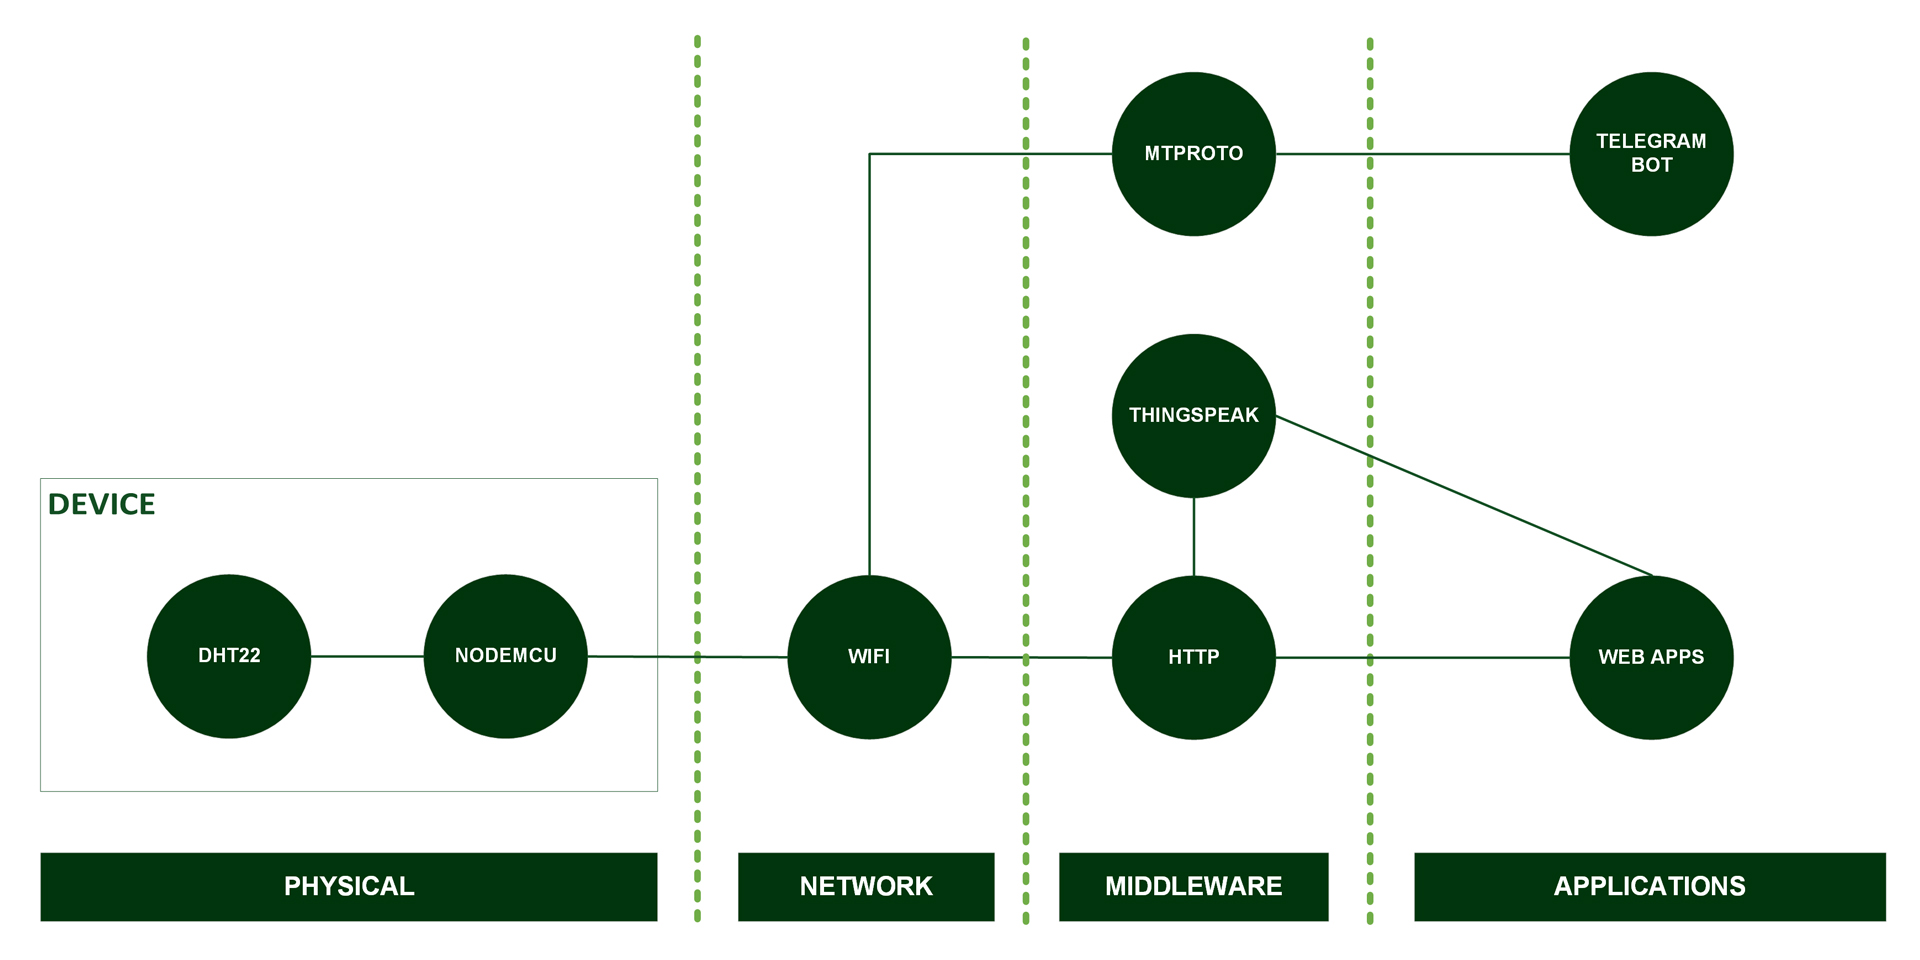 MTPROTO
TELEGRAM
BOT
THINGSPEAK
DEVICE
DHT22
NODEMCU
WIFI
HTTP
WEB APPS
PHYSICAL
NETWORK
MIDDLEWARE
APPLICATIONS